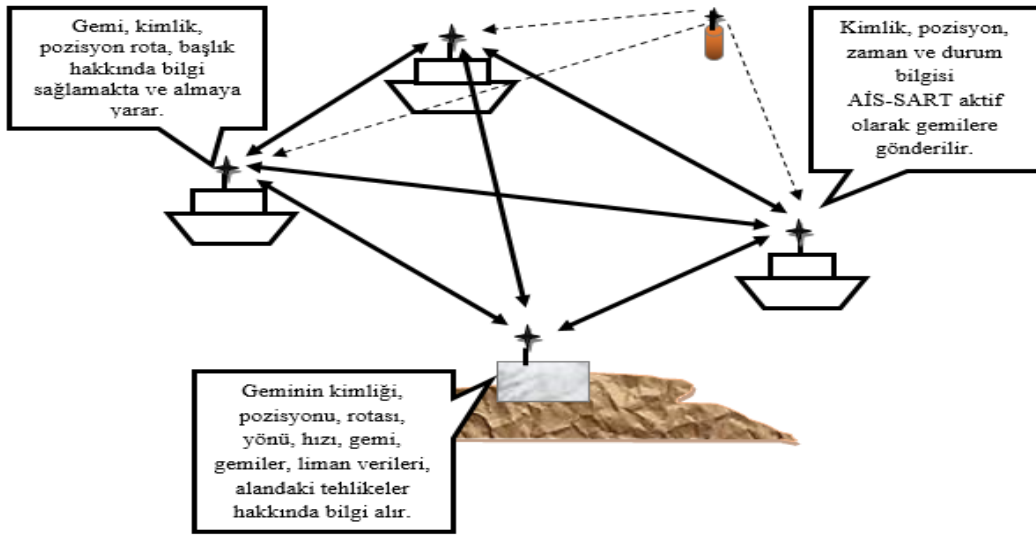 Gemi, kimlik,
pozisyon rota, başlık
hakkında bilgi
sağlamakta ve almaya
yarar.
Kimlik, pozisyon,
zaman ve durum
bilgisi
AİS-SART aktif
olarak gemilere
gönderilir.
Geminin kimliği,
pozisyonu, rotası,
yönü, hızı, gemi,
gemiler, liman verileri,
alandaki tehlikeler
hakkında bilgi alır.